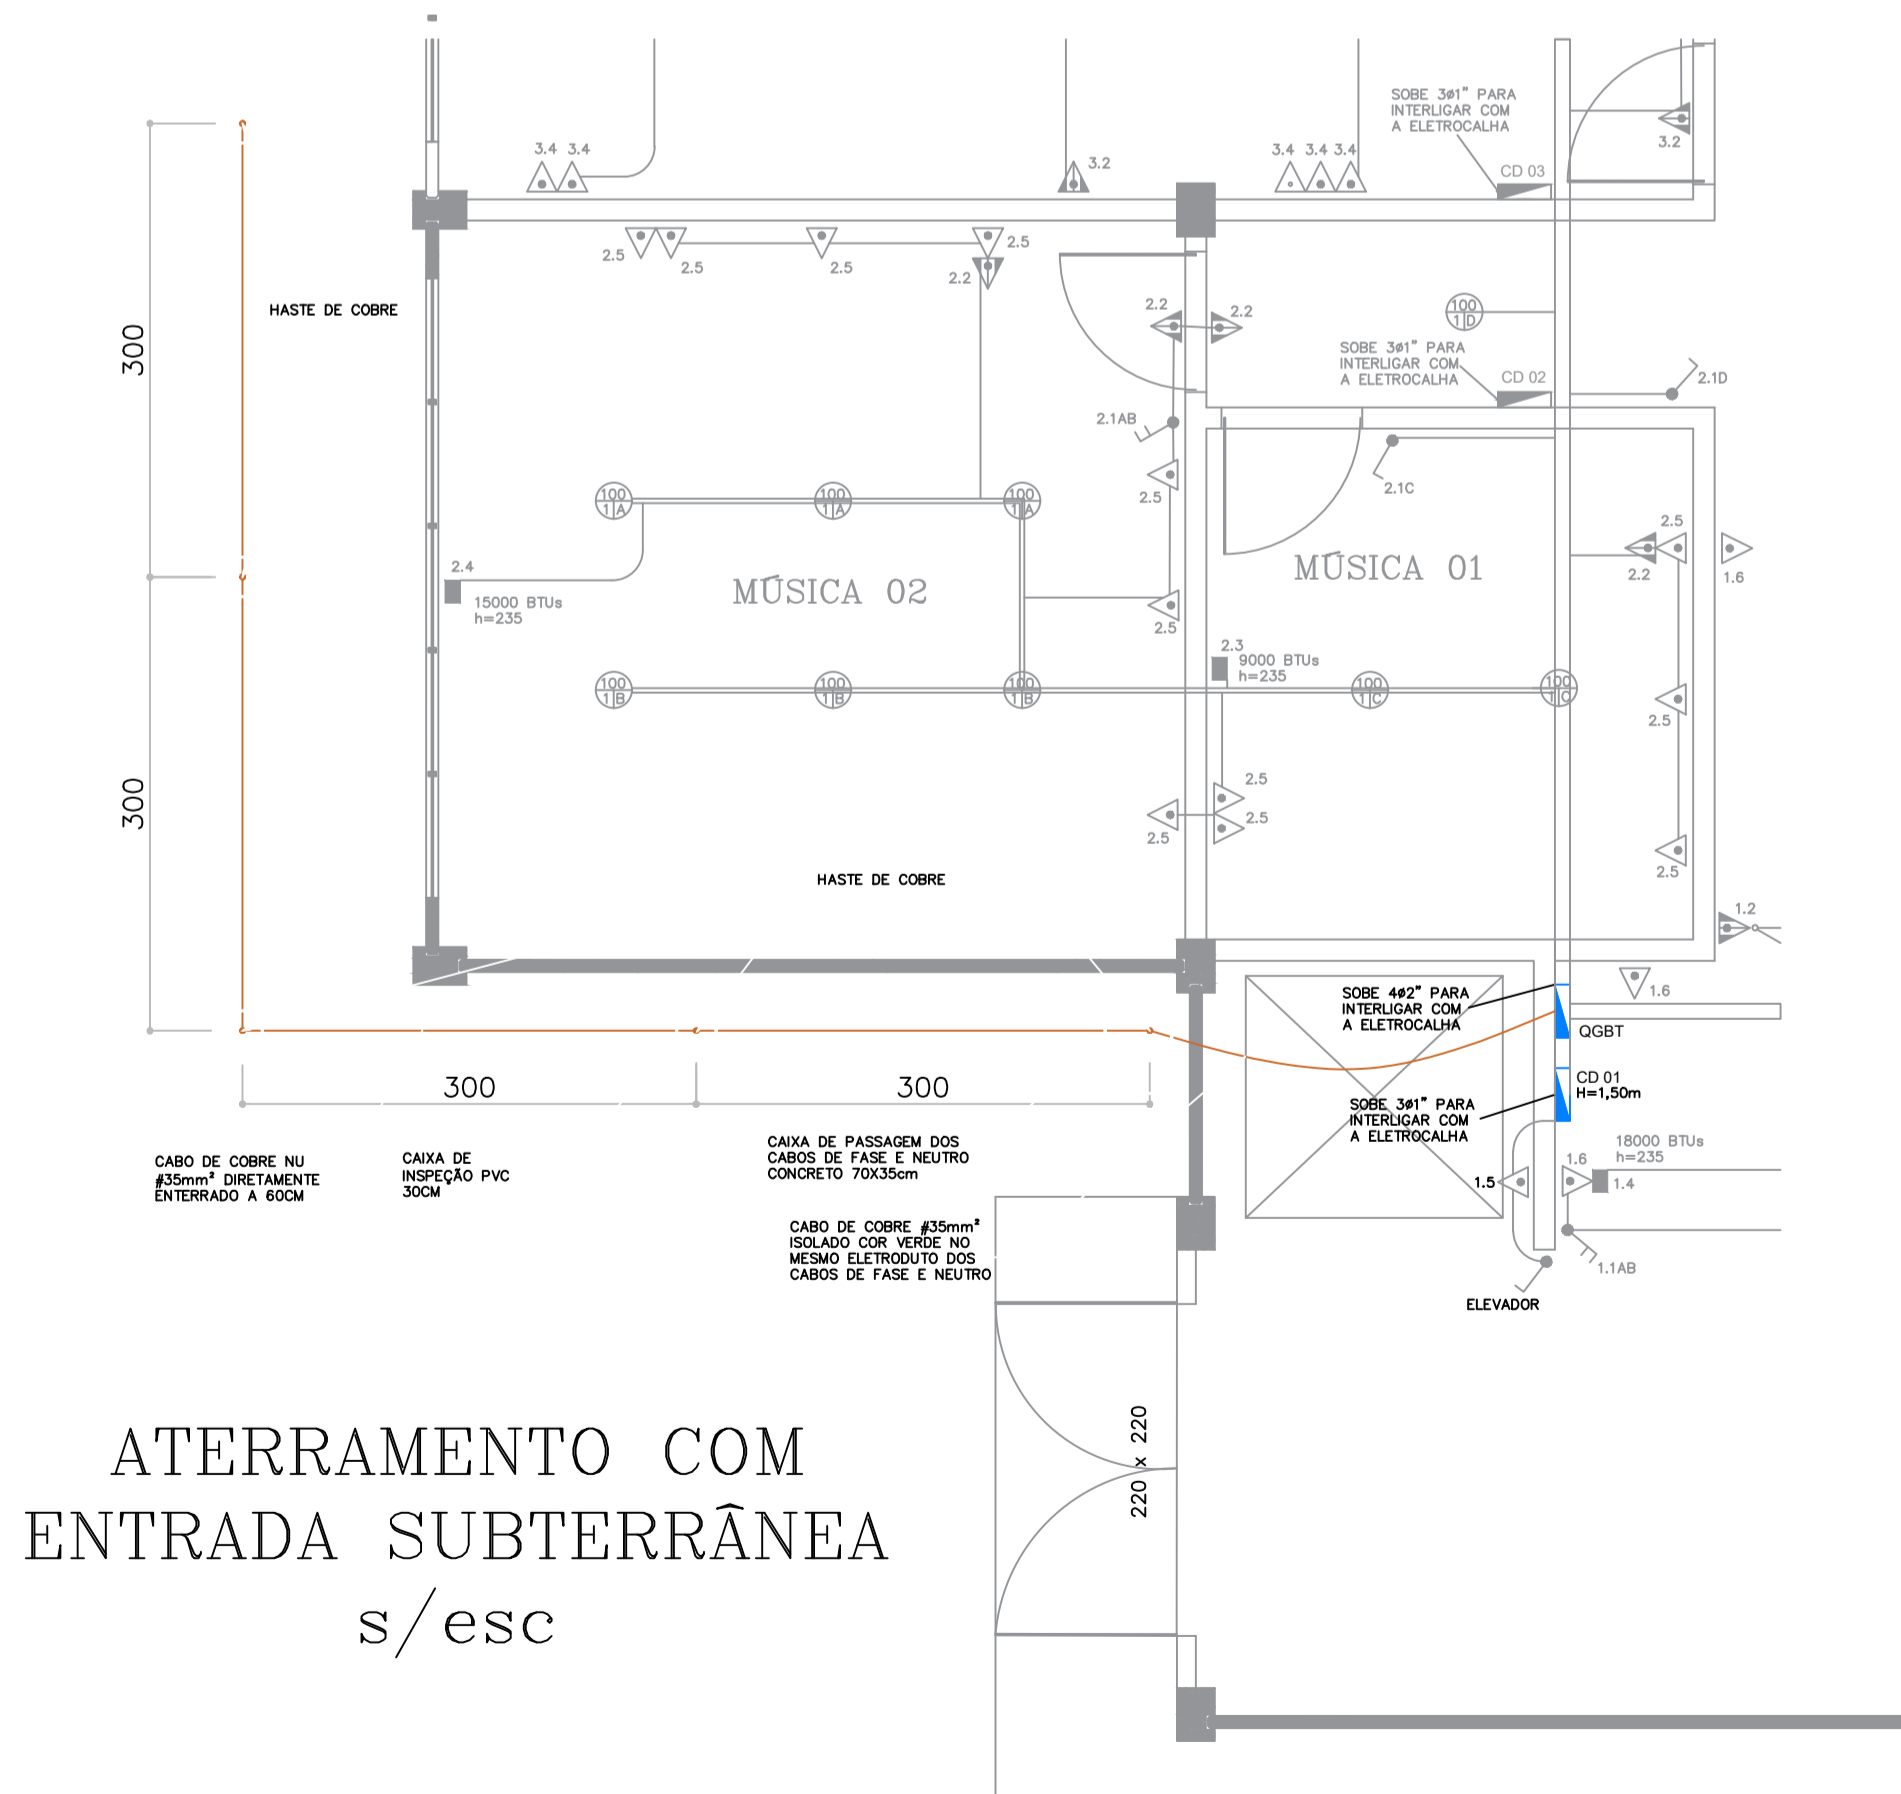 SOBE 3ø1" PARA
INTERLIGAR COM
A ELETROCALHA
3.4 3.4
3.2
3.4 3.4 3.4
CD 03
3.2
2.5
2.5
2.5
2.5
2.2
HASTE DE COBRE
300
2.2
2.2
100
1 D
SOBE 3ø1" PARA
INTERLIGAR COM
A ELETROCALHA
CD 02
2.1D
2.1AB
2.1C
2.5
100
1 A
100
1 A
100
1 A
2.5
2.2
1.6
2.4
15000 BTUs
h=235
MÚSICA 02
MÚSICA 01
2.5
2.3
9000 BTUs
h=235
100
1 B
100
1 B
100
1 B
100
1 C
100
1 C
2.5
300
2.5
2.5
2.5
2.5
HASTE DE COBRE
1.2
SOBE 4ø2" PARA
INTERLIGAR COM
A ELETROCALHA
1.6
QGBT
300
300
CD 01
H=1,50m
SOBE 3ø1" PARA
INTERLIGAR COM
A ELETROCALHA
CABO DE COBRE NU
#35mm² DIRETAMENTE
ENTERRADO A 60CM
CAIXA DE
INSPEÇÃO PVC
30CM
CAIXA DE PASSAGEM DOS
CABOS DE FASE E NEUTRO
CONCRETO 70X35cm
18000 BTUs
h=235
1.6
1.5
1.4
CABO DE COBRE #35mm²
ISOLADO COR VERDE NO
MESMO ELETRODUTO DOS
CABOS DE FASE E NEUTRO
1.1AB
ELEVADOR
220 x 220
ATERRAMENTO COM
ENTRADA SUBTERRÂNEA
s/esc